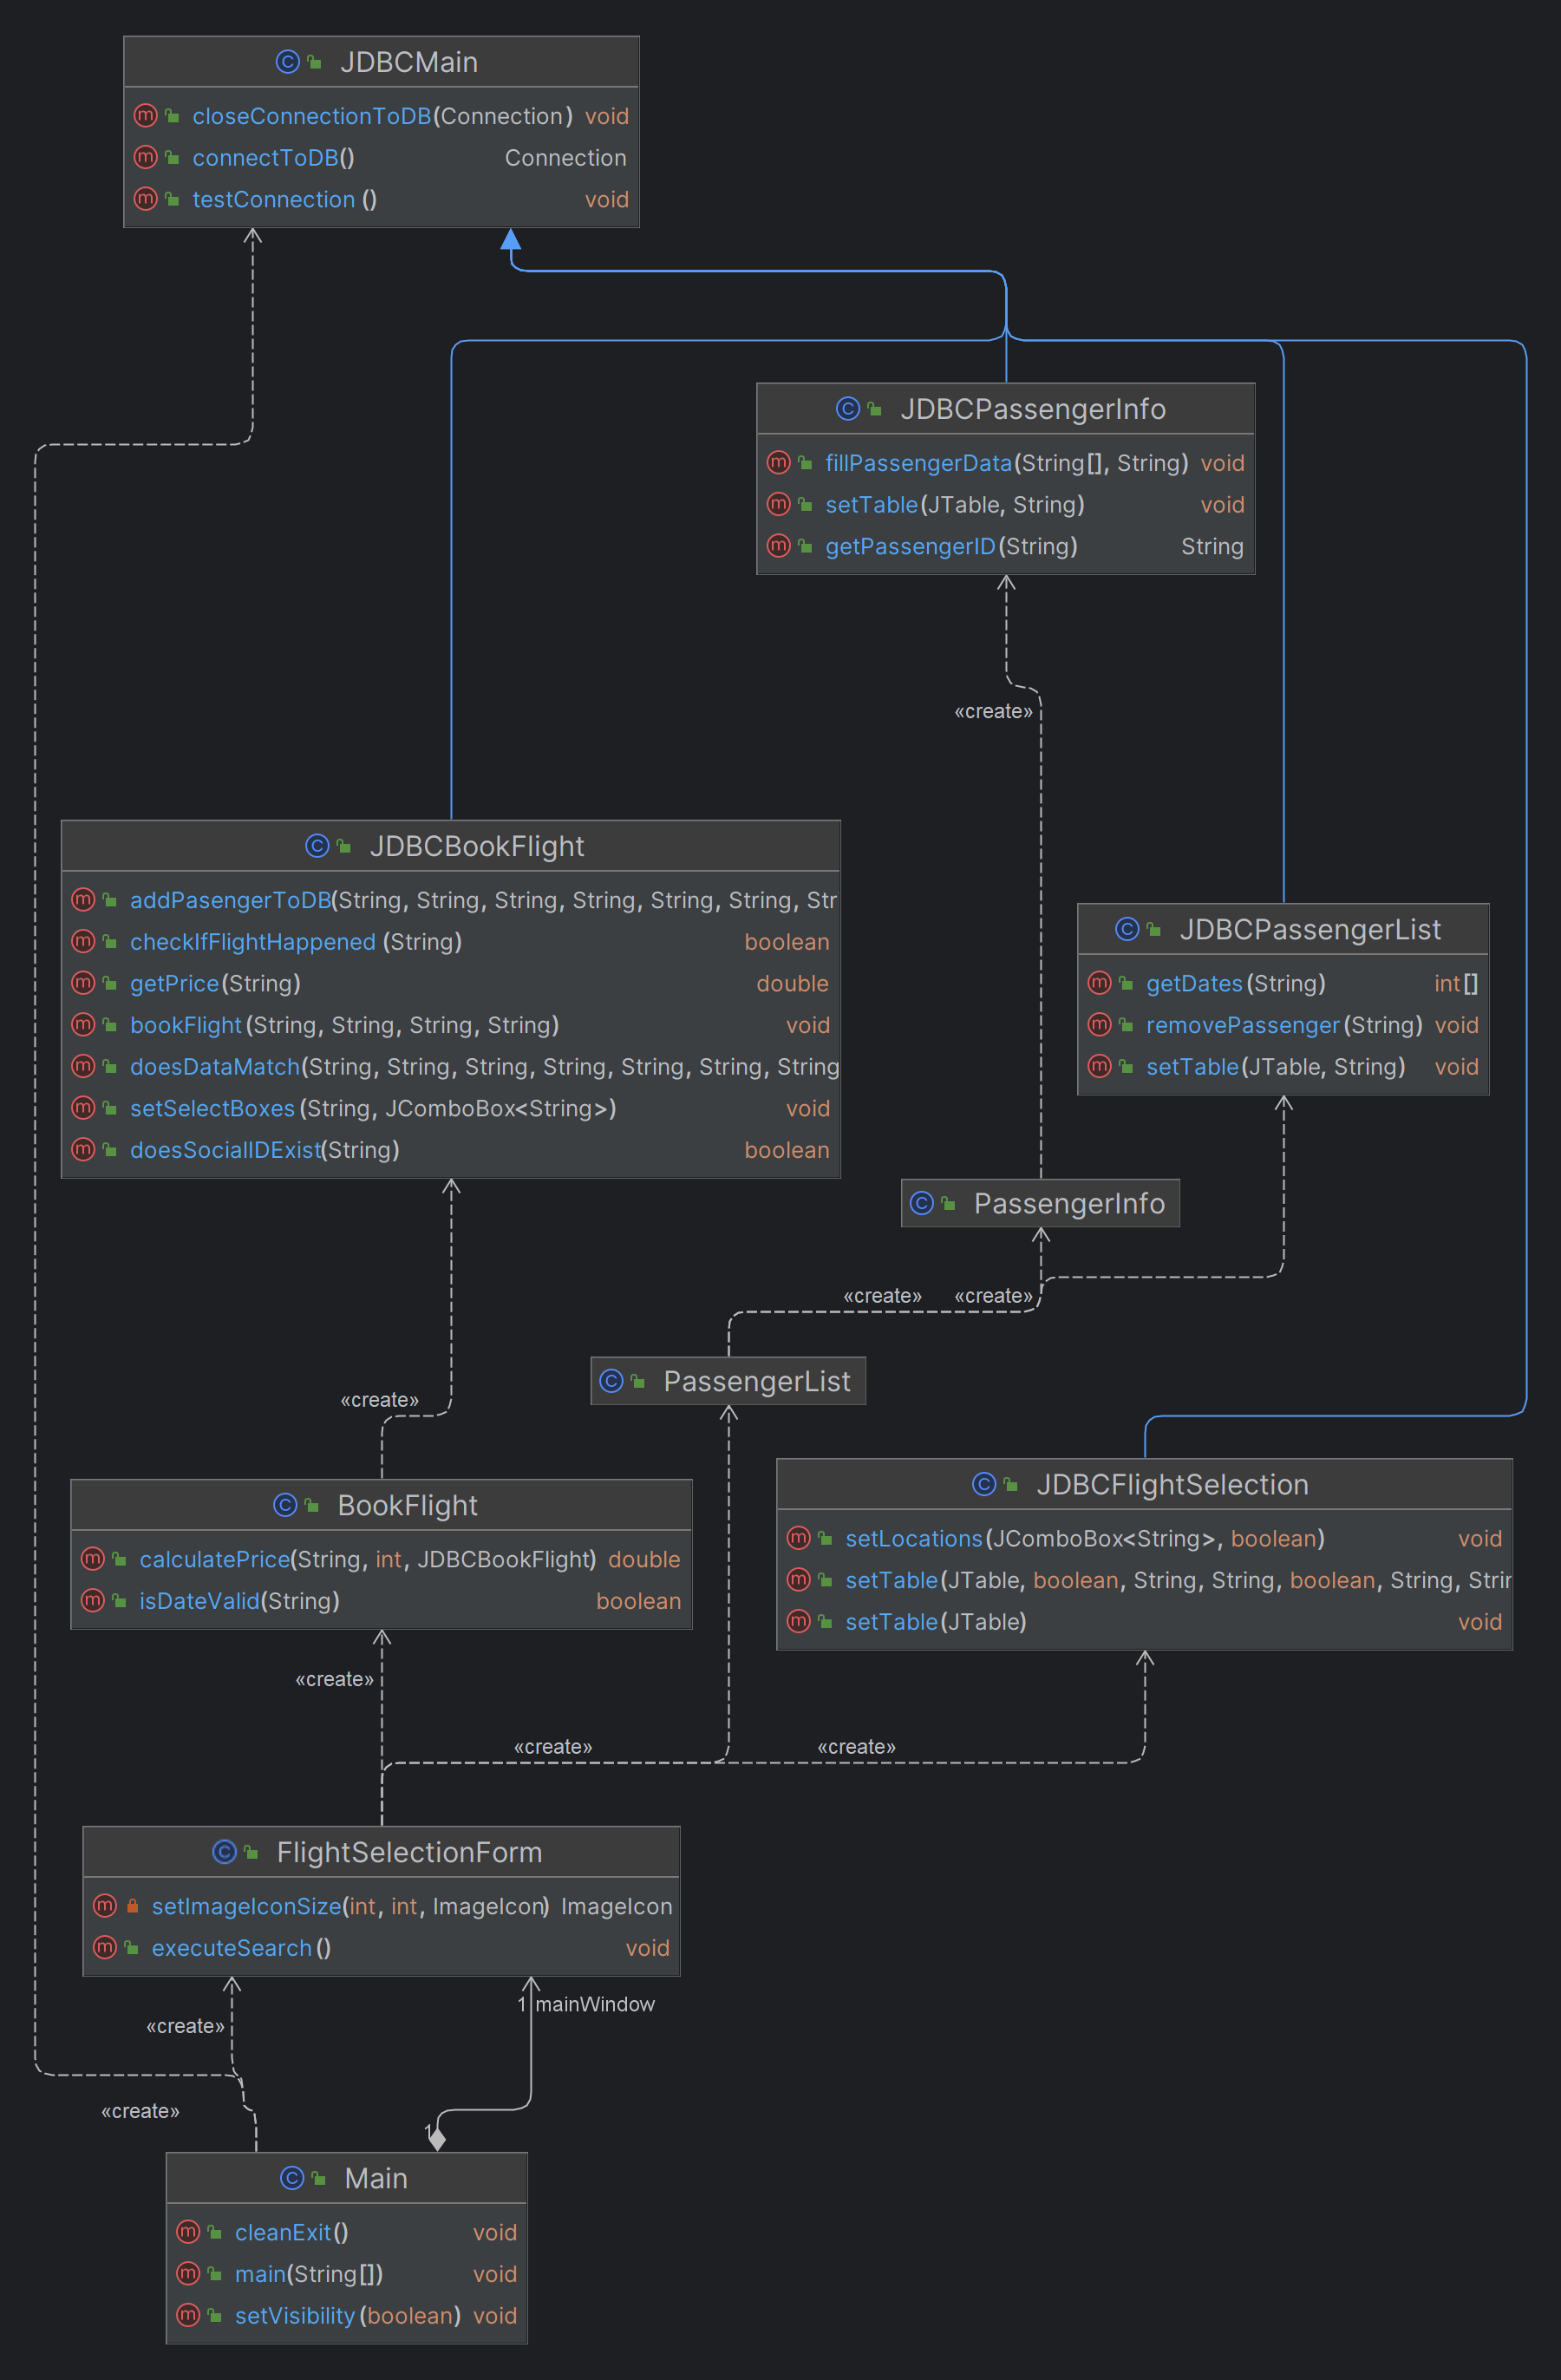 JDBCMain
closeConnectionToDB(Connection) void
connectToDB() Connection
testConnection () void
JDBCPassengerInfo
fillPassengerData(String[], String) void
setTable(JTable, String) void
getPassengerID(String) String
«create»
JDBCBookFlight
addPasengerToDB(String, String, String, String, String, String, Str
checkIfFlightHappened (String) boolean
getPrice(String) double
bookFlight(String, String, String, String) void
doesDataMatch(String, String, String, String, String, String, String
setSelectBoxes(String, JComboBox<String>) void
doesSocialIDExist(String) boolean
JDBCPassengerList
getDates(String) int[]
removePassenger(String) void
setTable(JTable, String) void
PassengerInfo
«create» «create»
PassengerList
«create»
BookFlight
calculatePrice(String, int, JDBCBookFlight) double
isDateValid(String) boolean
JDBCFlightSelection
setLocations(JComboBox<String>, boolean) void
setTable(JTable, boolean, String, String, boolean, String, Strin
setTable(JTable) void
«create»
«create» «create»
FlightSelectionForm
setImageIconSize(int, int, ImageIcon) ImageIcon
executeSearch() void
1 mainWindow
«create»
«create»
1
Main
cleanExit() void
main(String[]) void
setVisibility(boolean) void